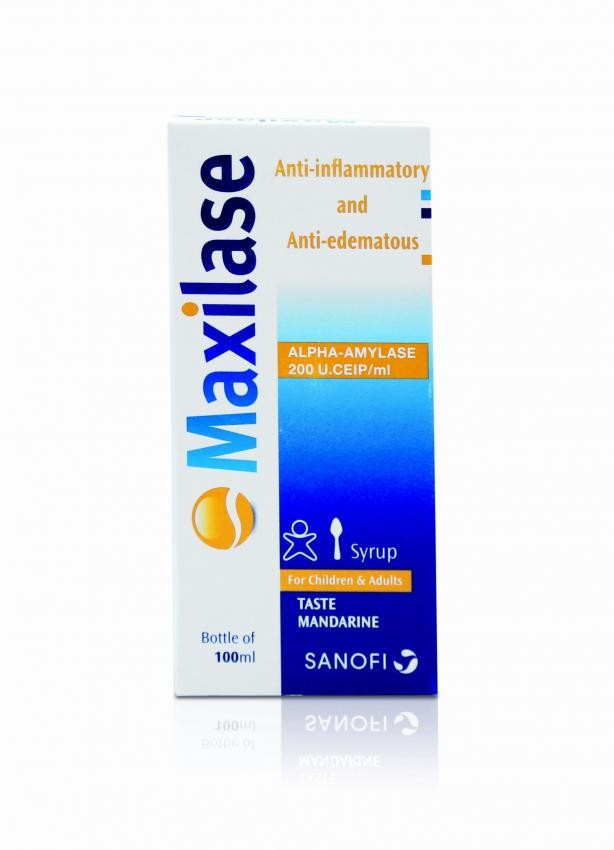 Maxilase
Anti-inflammatory
and
Anti-edematous
ALPHA-AMYLASE
200 U.CEIP/ml
Syrup
For Children & Adults
TASTE
MANDARINE
Bottle of
100ml
SANOFI